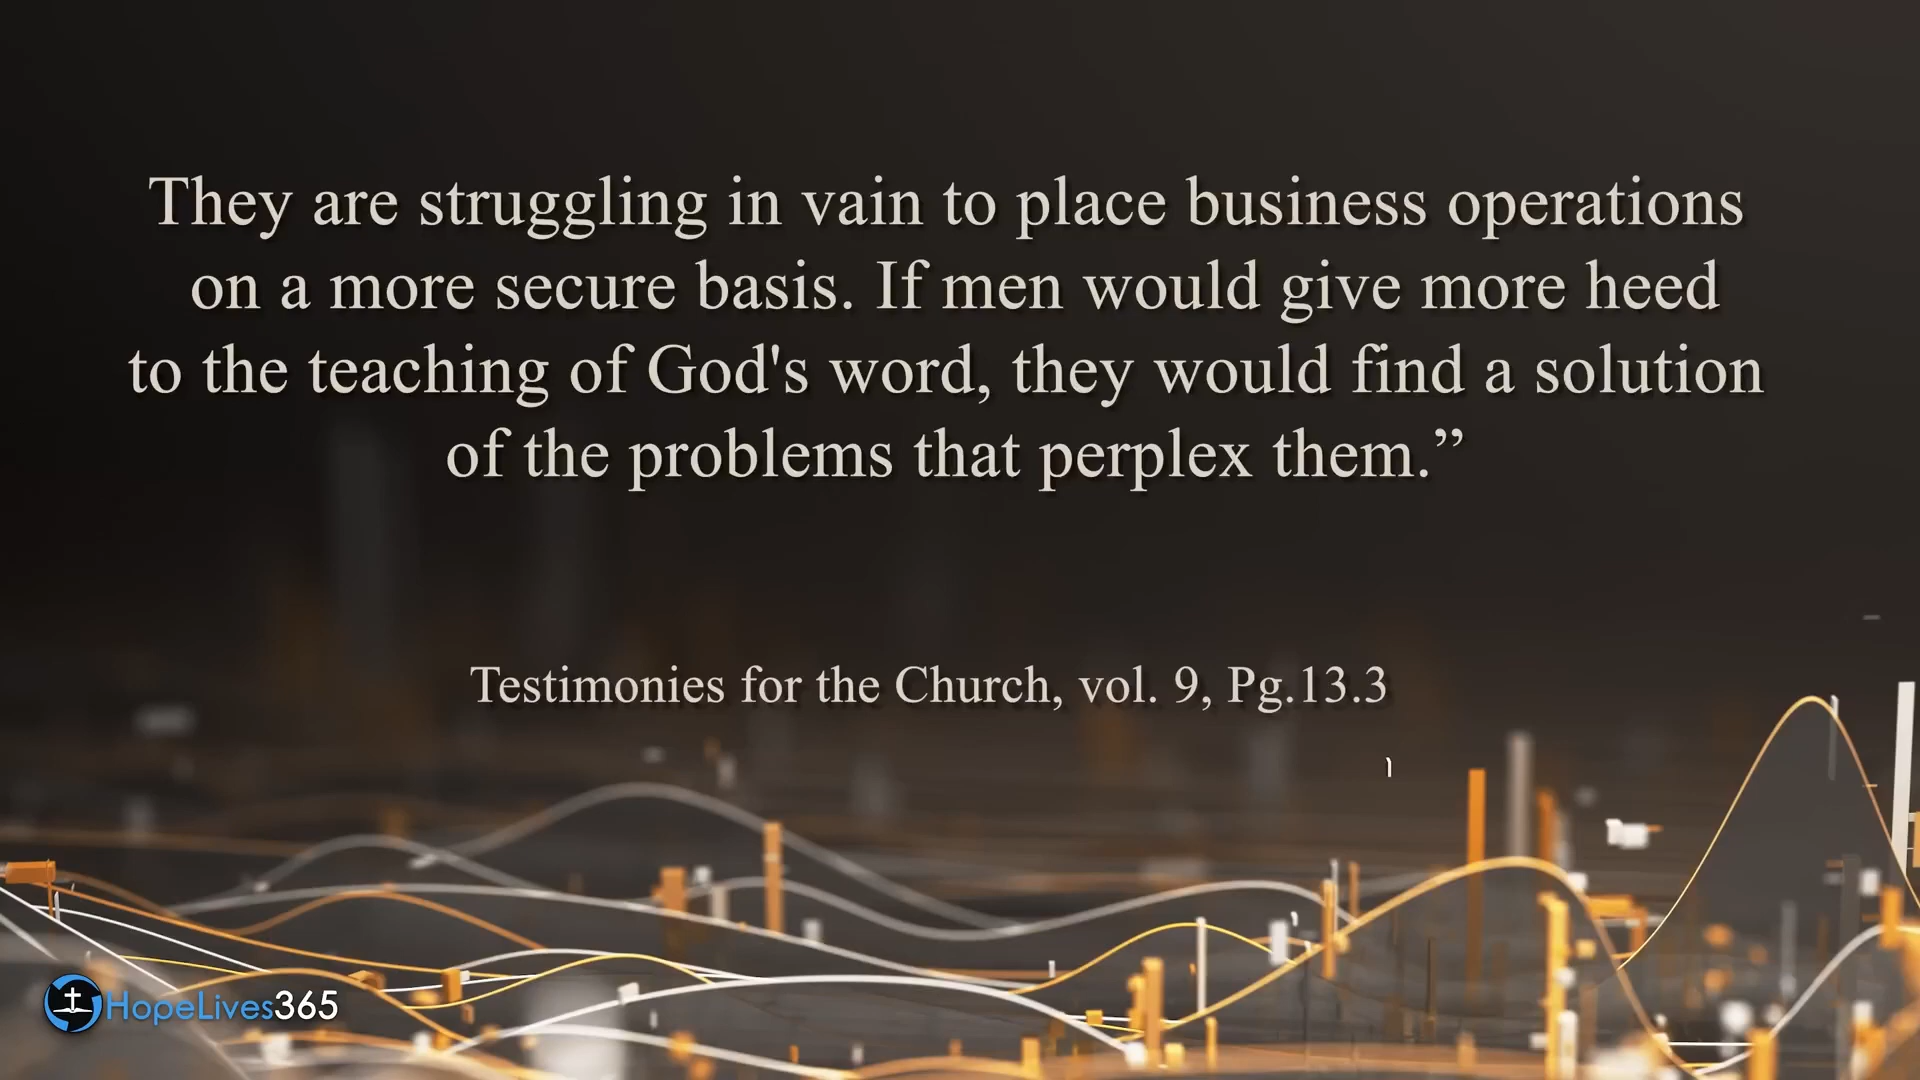 They are struggling in vain to place business operations
on a more secure basis. If men would give more heed
to the teaching of God's word, they would find a solution
of the problems that perplex them.”
Testimonies for the Church, vol. 9, Pg.13.3
HopeLives365